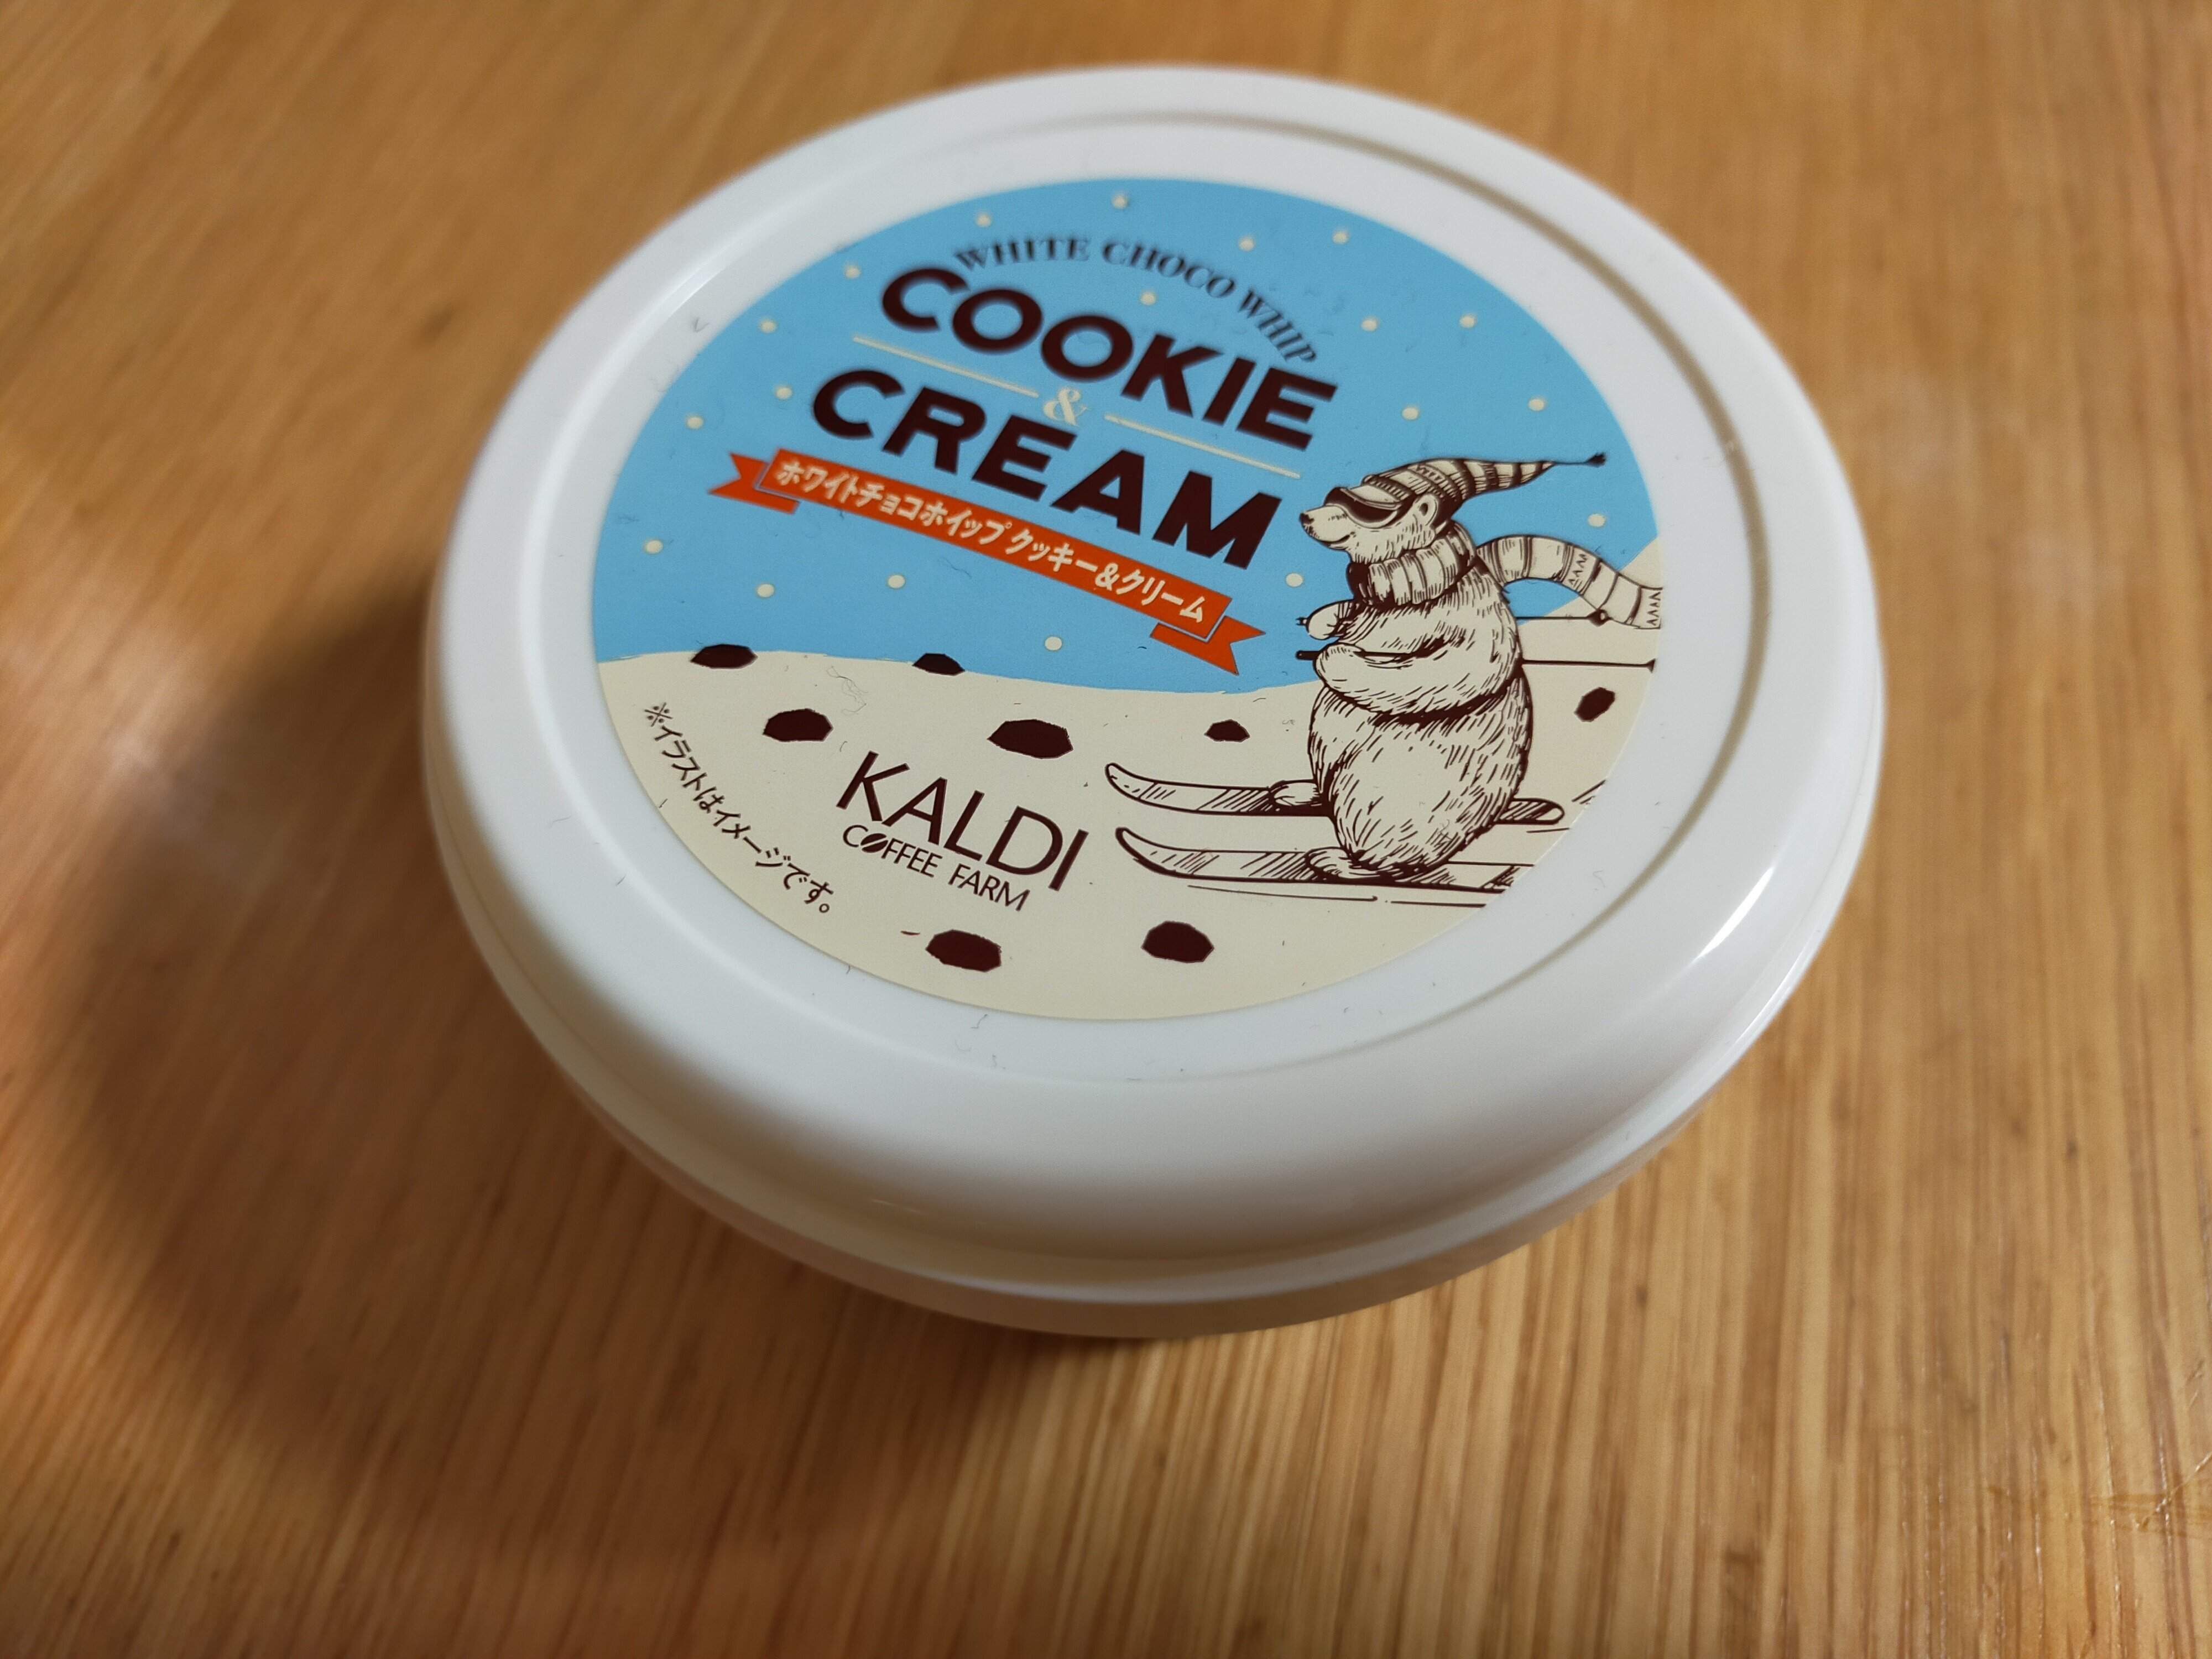 WHITE CHOCO WHIP
COOKIE
&
CREAM
ホワイトチョコホイップ クッキー&クリーム
KALDI
COFFEE FARM
※イラストはイメージです。